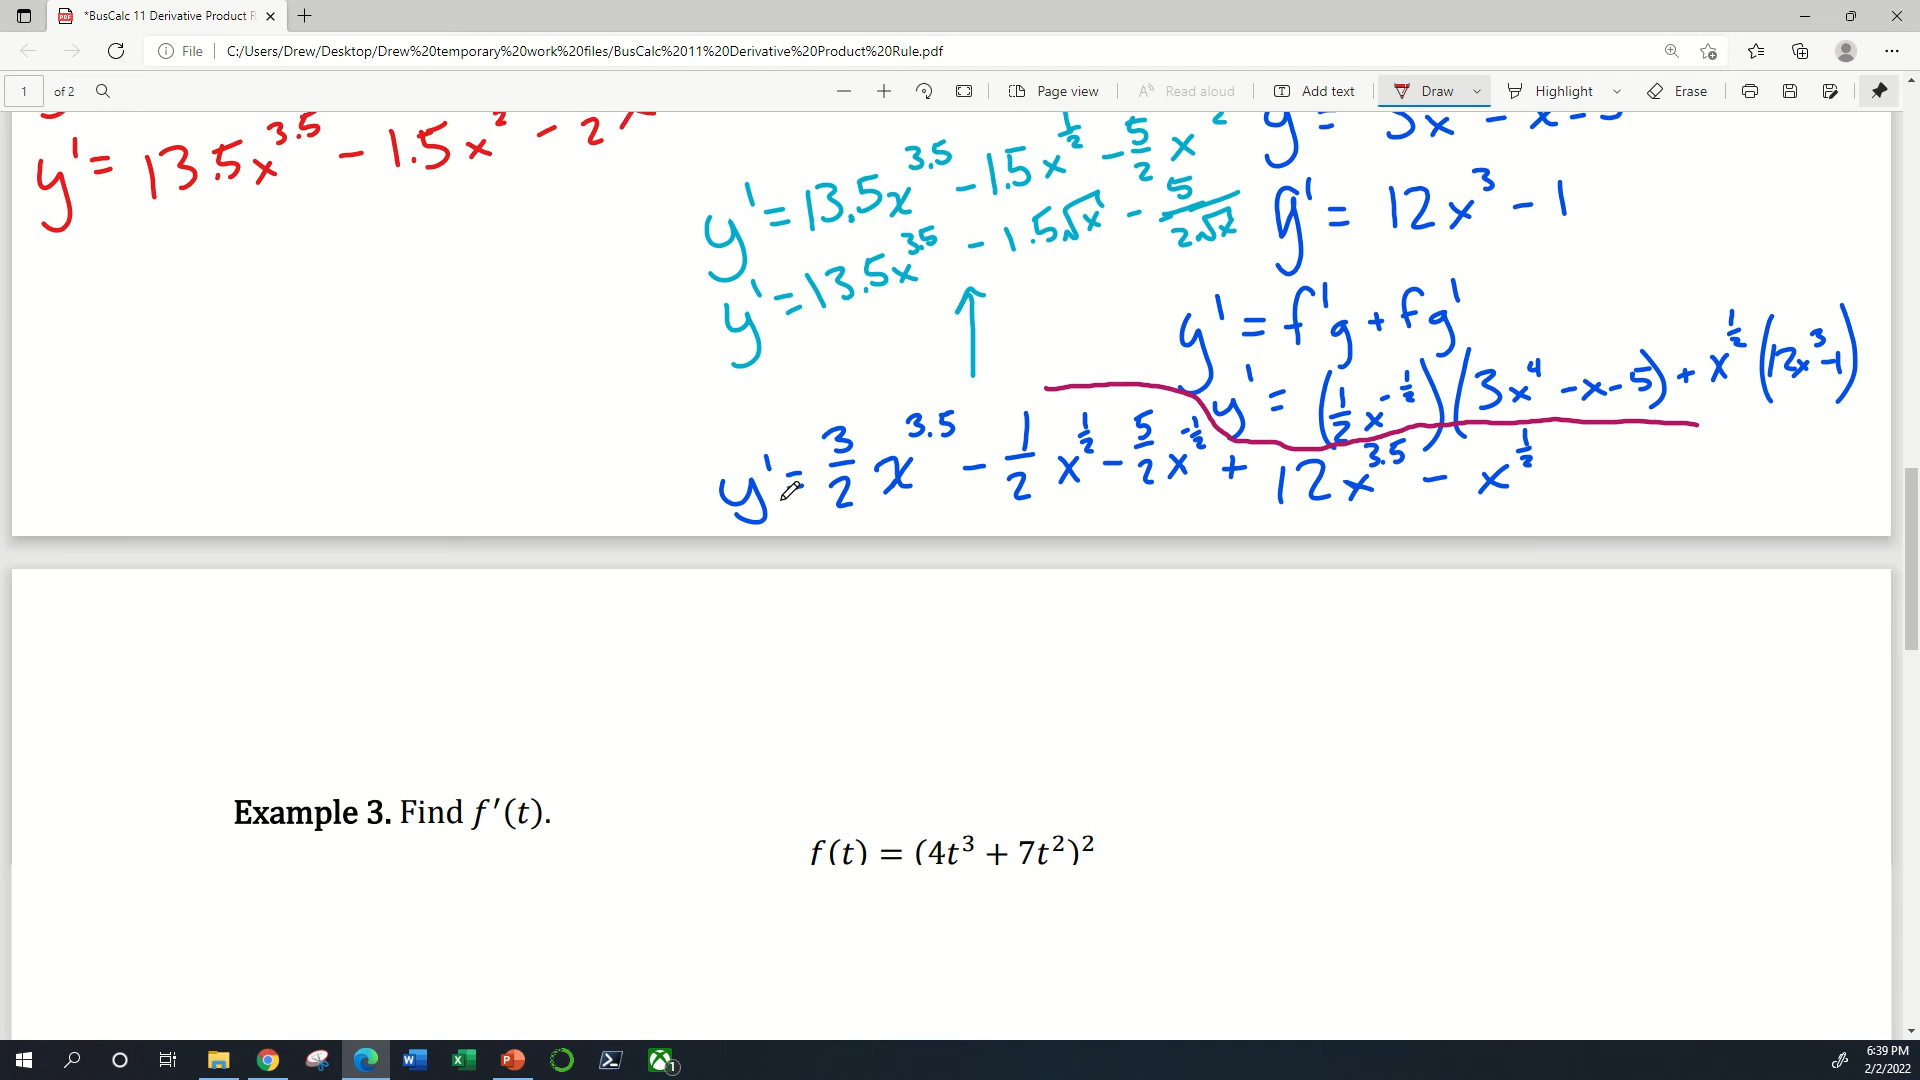 *BusCalc 11 Derivative Product R
File C:/Users/Drew/Desktop/Drew%20temporary%20work%20files/BusCalc%2011%20Derivative%20Product%20Rule.pdf
1 of 2 Page view Read aloud Add text Draw Highlight Erase
y' = 13.5x^3.5 - 1.5x^2 - 2
y' = 13.5x^3.5 - 1.5x^1/2 - 5/2 x
y' = 13.5x^3.5 - 1.5√x - 5/2√x
g' = 12x^3 - 1
y' = f'g + fg'
y' = (1/2 x^-1/2)(3x^4 - x - 5) + x^1/2 (12x^3 - 1)
y' = 3/2 x^3.5 - 1/2 x^1/2 - 5/2 x^-1/2 + 12x^3.5 - x^1/2
Example 3. Find f′(t).
f(t) = (4t³ + 7t²)²
1
6:39 PM
2/2/2022